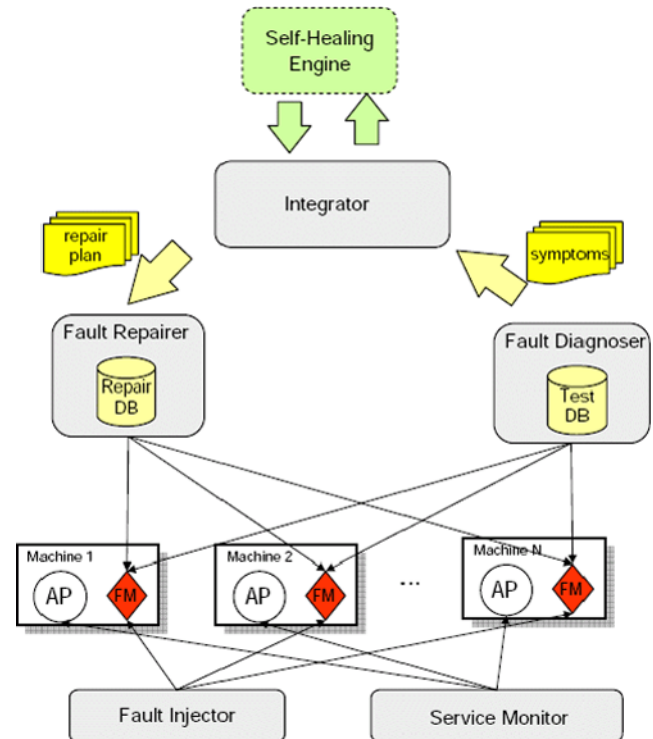 Self-Healing
Engine
Integrator
repair
plan
symptoms
Fault Repairer
Repair
DB
Fault Diagnoser
Test
DB
Machine 1
AP
FM
Machine 2
AP
FM
...
Machine N
AP
FM
Fault Injector
Service Monitor